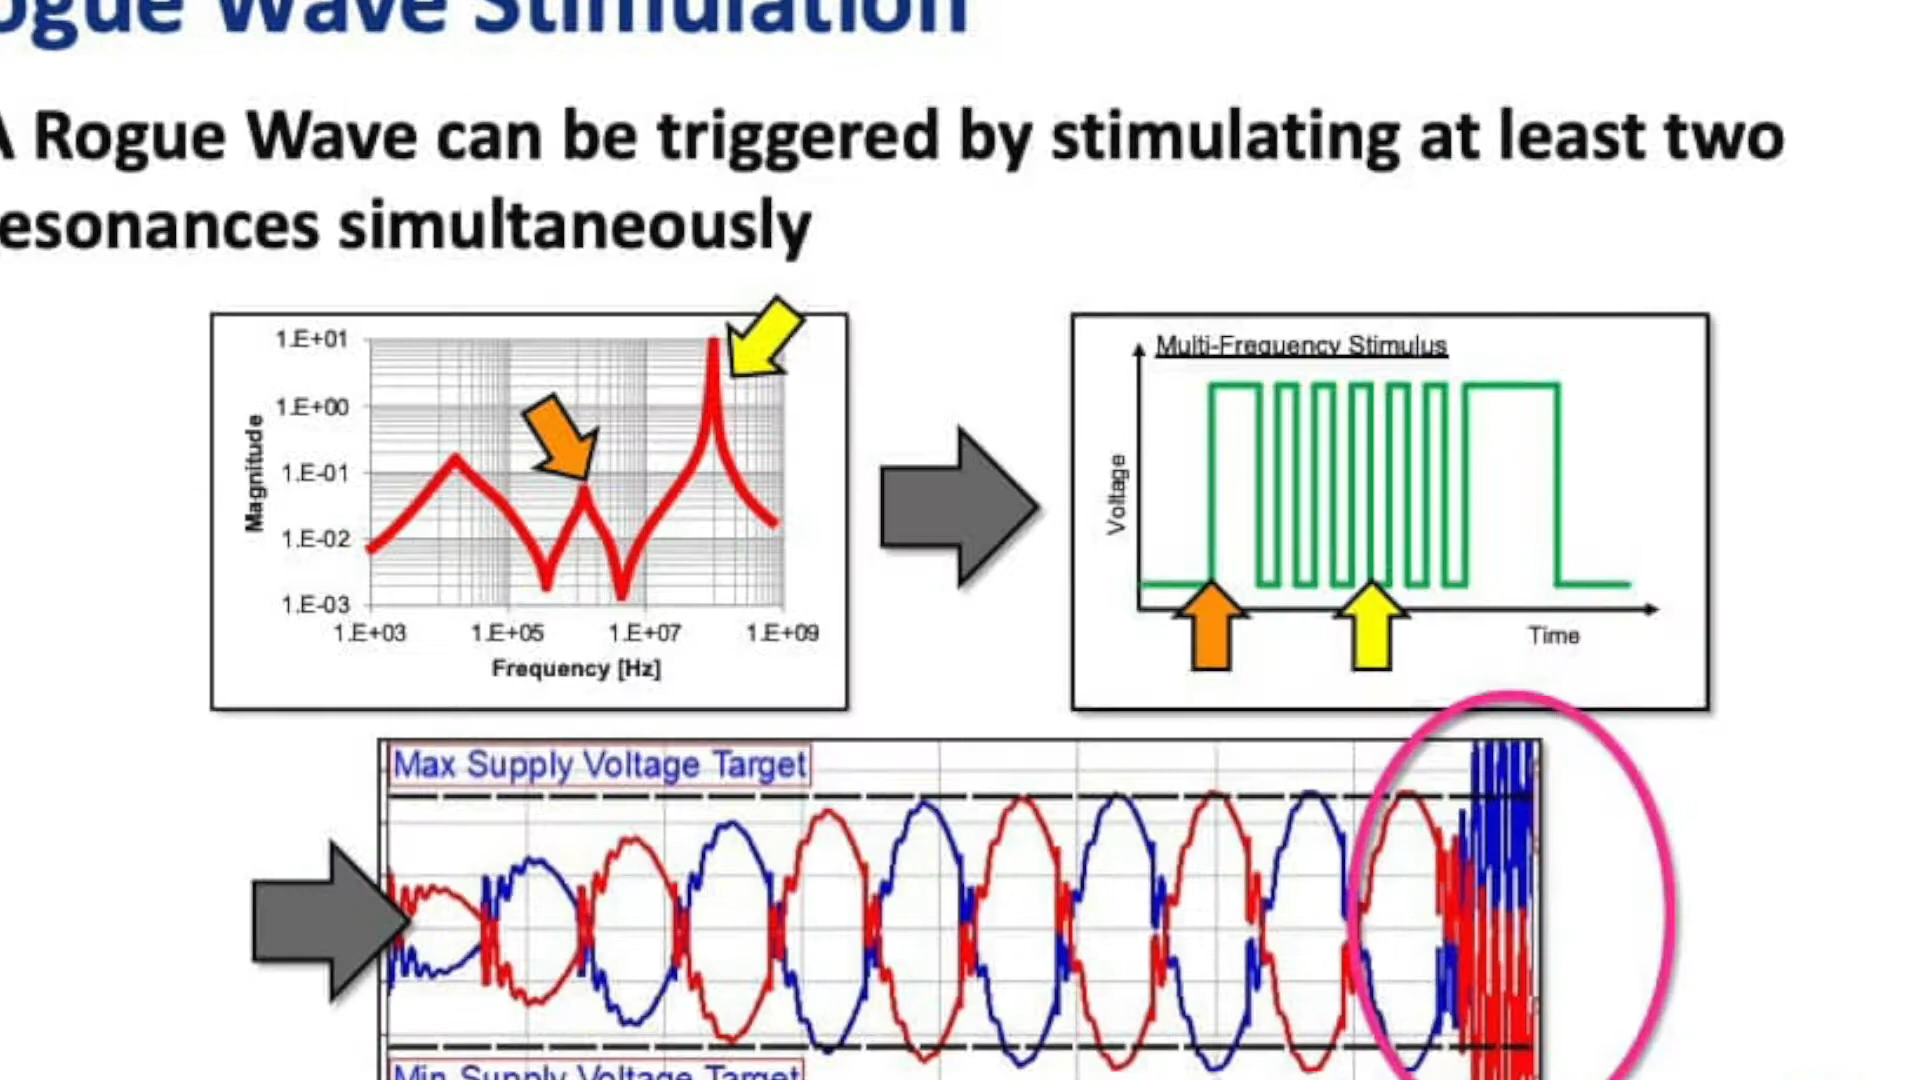 ogue Wave Stimulation
A Rogue Wave can be triggered by stimulating at least two
esonances simultaneously
1.E+01
1.E+00
1.E-01
1.E-02
1.E-03
Magnitude
1.E+03 1.E+05 1.E+07 1.E+09
Frequency [Hz]
Multi-Frequency Stimulus
Voltage
Time
Max Supply Voltage Target
Min Supply Voltage Target